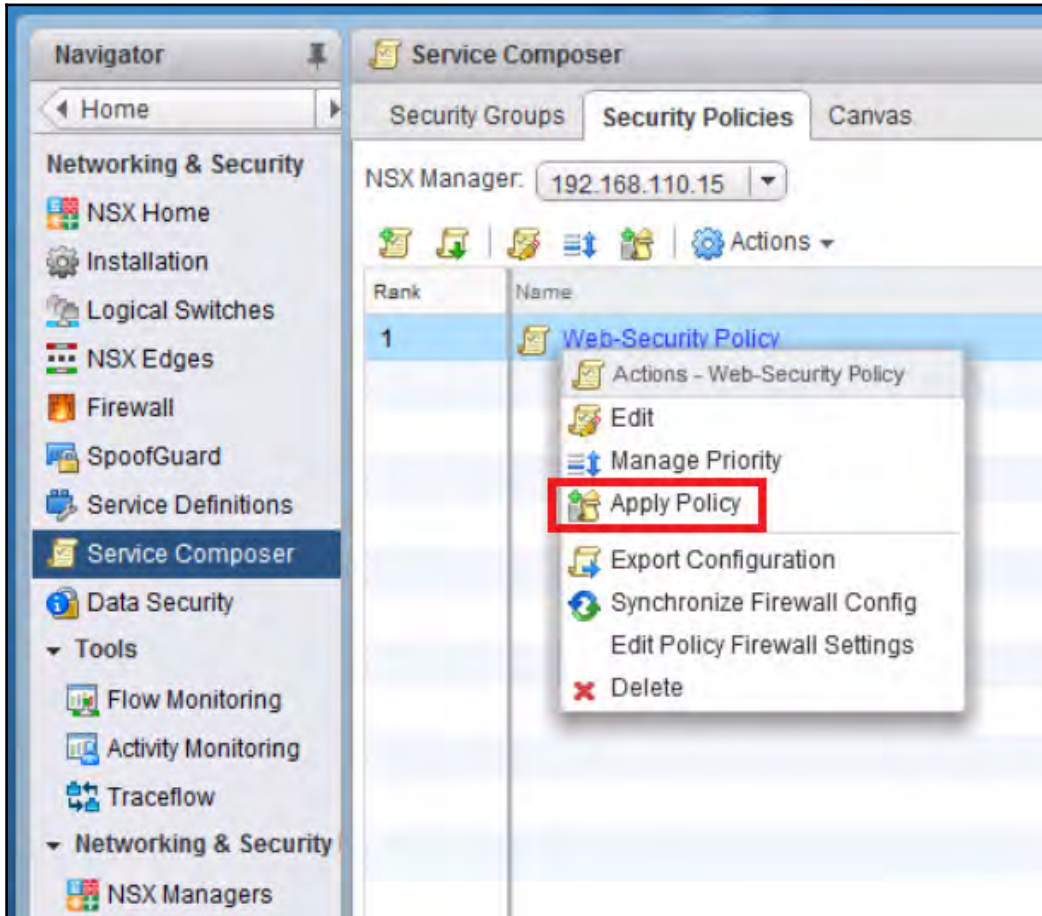 Navigator
Home
Networking & Security
NSX Home
Installation
Logical Switches
NSX Edges
Firewall
SpoofGuard
Service Definitions
Service Composer
Data Security
Tools
Flow Monitoring
Activity Monitoring
Traceflow
Networking & Security
NSX Managers
Service Composer
Security Groups
Security Policies
Canvas
NSX Manager:
192.168.110.15
Actions
Rank
Name
1
Web-Security Policy
Actions - Web-Security Policy
Edit
Manage Priority
Apply Policy
Export Configuration
Synchronize Firewall Config
Edit Policy Firewall Settings
Delete